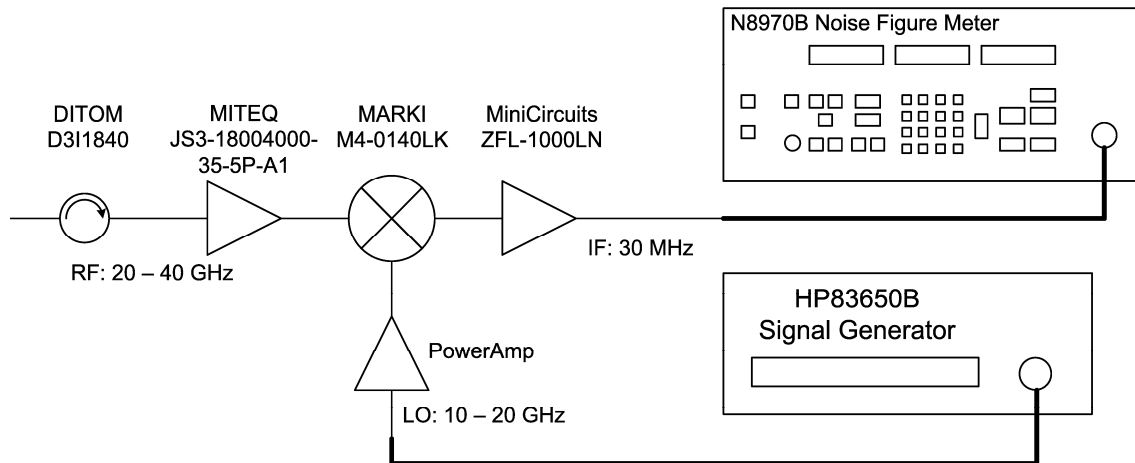 N8970B Noise Figure Meter
DITOM
D3I1840
MITEQ
JS3-18004000-
35-5P-A1
MARKI
M4-0140LK
MiniCircuits
ZFL-1000LN
RF: 20 – 40 GHz
IF: 30 MHz
HP83650B
Signal Generator
PowerAmp
LO: 10 – 20 GHz